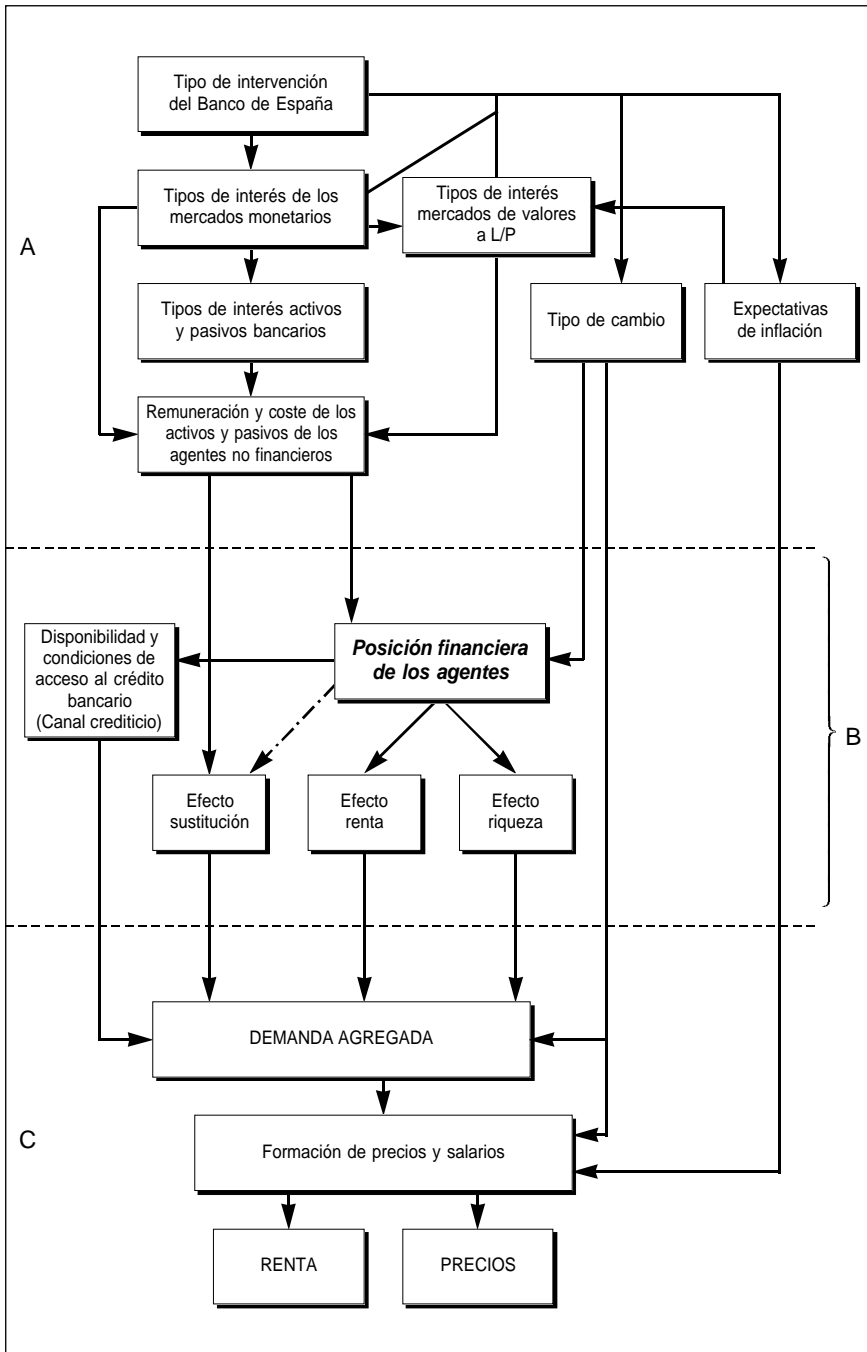 Tipo de intervención
del Banco de España
Tipos de interés de los
mercados monetarios
Tipos de interés
mercados de valores
a L/P
A
Tipos de interés activos
y pasivos bancarios
Tipo de cambio
Expectativas
de inflación
Remuneración y coste de los
activos y pasivos de los
agentes no financieros
Disponibilidad y
condiciones de
acceso al crédito
bancario
(Canal crediticio)
Posición financiera
de los agentes
B
Efecto
sustitución
Efecto
renta
Efecto
riqueza
DEMANDA AGREGADA
C
Formación de precios y salarios
RENTA
PRECIOS